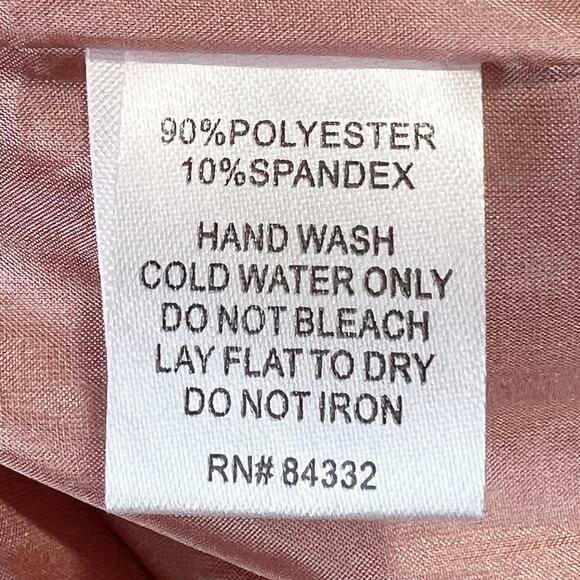 90%POLYESTER
10%SPANDEX
HAND WASH
COLD WATER ONLY
DO NOT BLEACH
LAY FLAT TO DRY
DO NOT IRON
RN# 84332